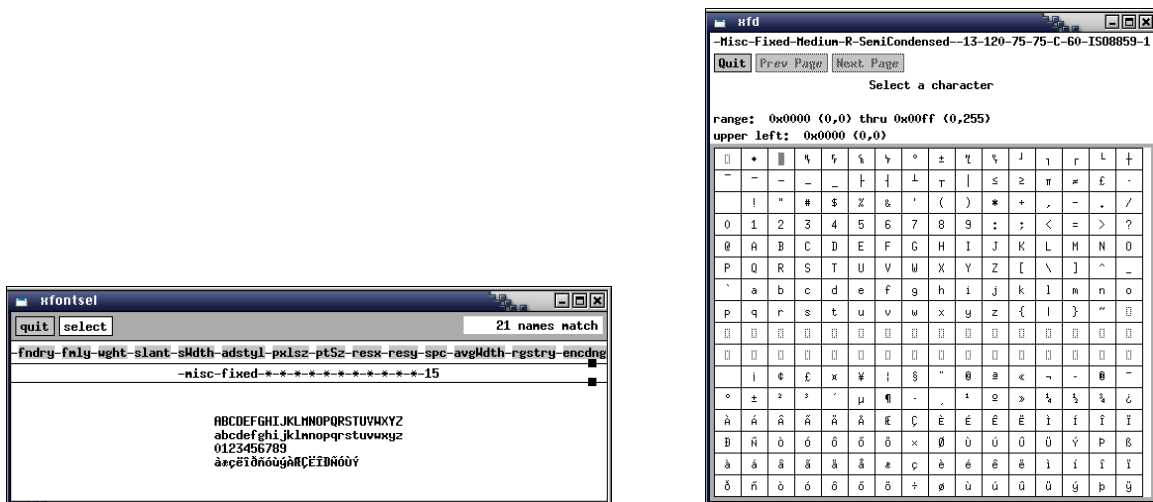 xfontsel
quit select 21 names match
-fndry-fmly-wght-slant-sWdth-adstyl-pxlsz-ptSz-resx-resy-spc-avgWdth-rgstry-encdng
-misc-fixed-*-*-*-*-*-*-*-*-*-*-*-15
ABCDEFGHIJKLMNOPQRSTUVWXYZ
abcdefghijklmnopqrstuvwxyz
0123456789
àæçëîðñóùýÀÆÇËÎÐÑÓÙÝ
xfd
-Misc-Fixed-Medium-R-SemiCondensed--13-120-75-75-C-60-ISO8859-1
Quit Prev Page Next Page
Select a character
range: 0x0000 (0,0) thru 0x00ff (0,255)
upper left: 0x0000 (0,0)
! " # $ % & ' ( ) * + , - . /
0 1 2 3 4 5 6 7 8 9 : ; < = > ?
@ A B C D E F G H I J K L M N O
P Q R S T U V W X Y Z [ \ ] ^ _
` a b c d e f g h i j k l m n o
p q r s t u v w x y z { | } ~
¡ ¢ £ ¤ ¥ ¦ § ¨ © ª « ¬ - ® ¯
° ± ² ³ ´ µ ¶ · ¸ ¹ º » ¼ ½ ¾ ¿
À Á Â Ã Ä Å Æ Ç È É Ê Ë Ì Í Î Ï
Ð Ñ Ò Ó Ô Õ Ö × Ø Ù Ú Û Ü Ý Þ ß
à á â ã ä å æ ç è é ê ë ì í î ï
ð ñ ò ó ô õ ö ÷ ø ù ú û ü ý þ ÿ